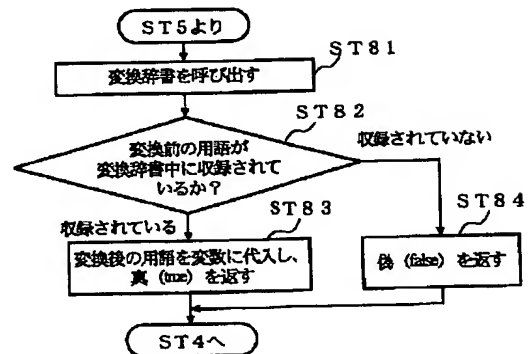 ST5より
ST81
変換辞書を呼び出す
ST82
変換前の用語が
変換辞書中に収録されて
いるか?
収録されていない
収録されている
ST83
ST84
変換後の用語を変数に代入し、
真 (true) を返す
偽 (false) を返す
ST4へ